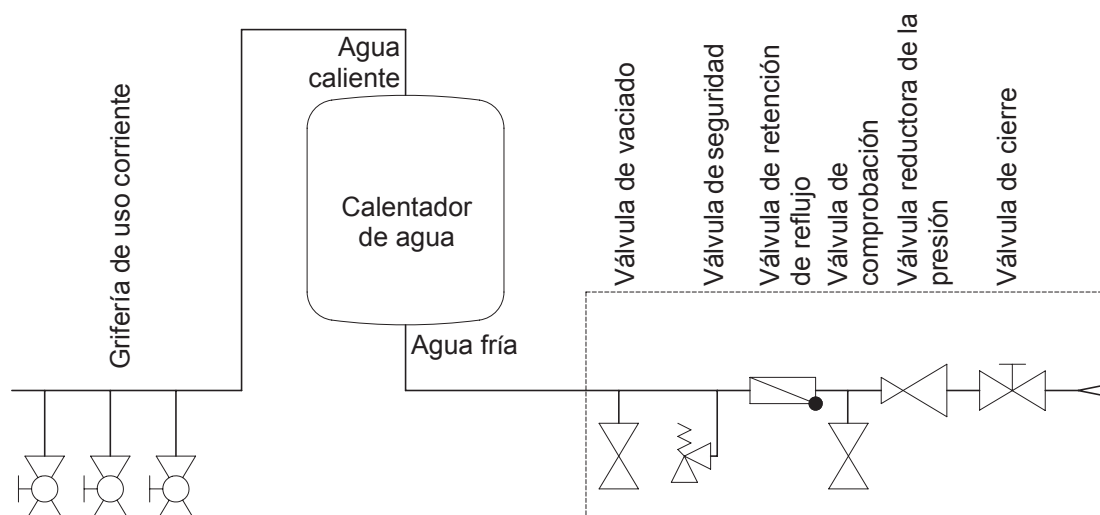 Grifería de uso corriente
Agua
caliente
Calentador
de agua
Agua fría
Válvula de vaciado
Válvula de seguridad
Válvula de retención
de reflujo
Válvula de
comprobación
Válvula reductora de la
presión
Válvula de cierre